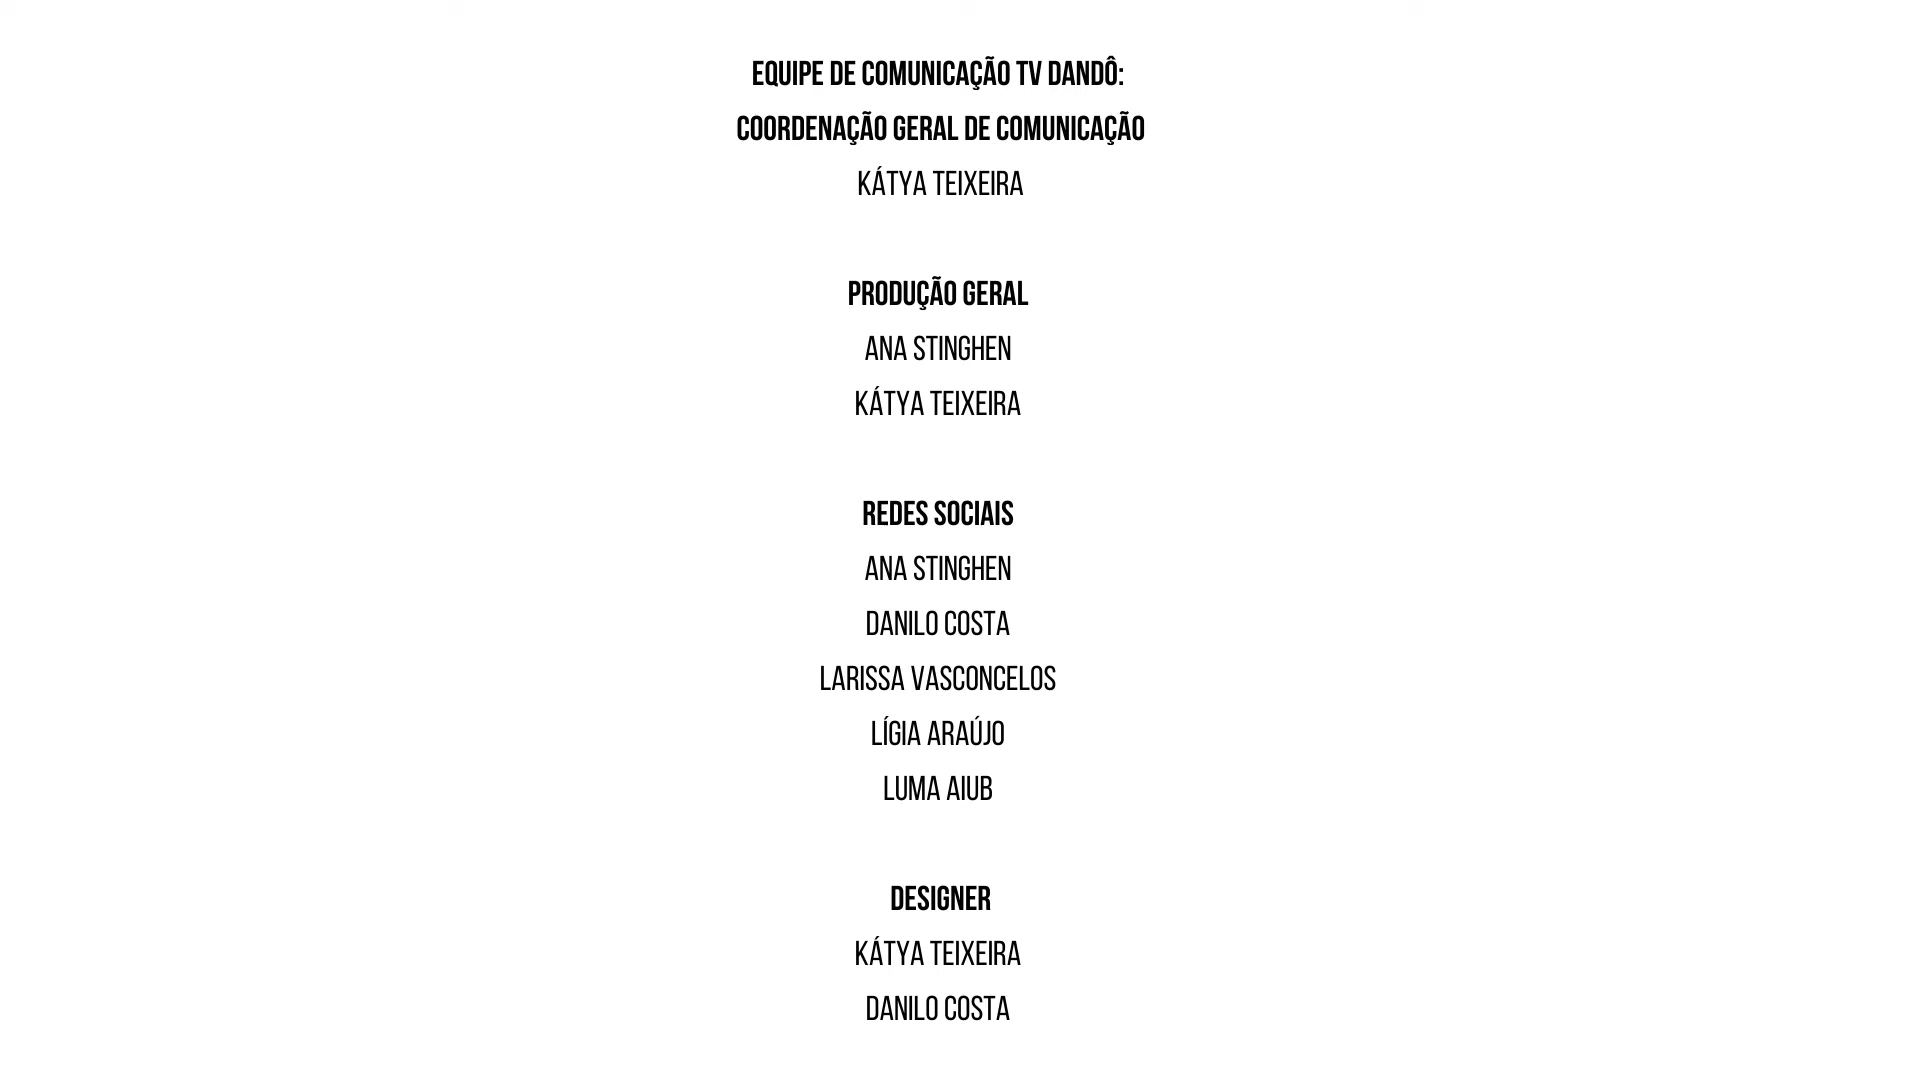 EQUIPE DE COMUNICAÇÃO TV DANDÔ:
COORDENAÇÃO GERAL DE COMUNICAÇÃO
KÁTYA TEIXEIRA
PRODUÇÃO GERAL
ANA STINGHEN
KÁTYA TEIXEIRA
REDES SOCIAIS
ANA STINGHEN
DANILO COSTA
LARISSA VASCONCELOS
LÍGIA ARAÚJO
LUMA AIUB
DESIGNER
KÁTYA TEIXEIRA
DANILO COSTA